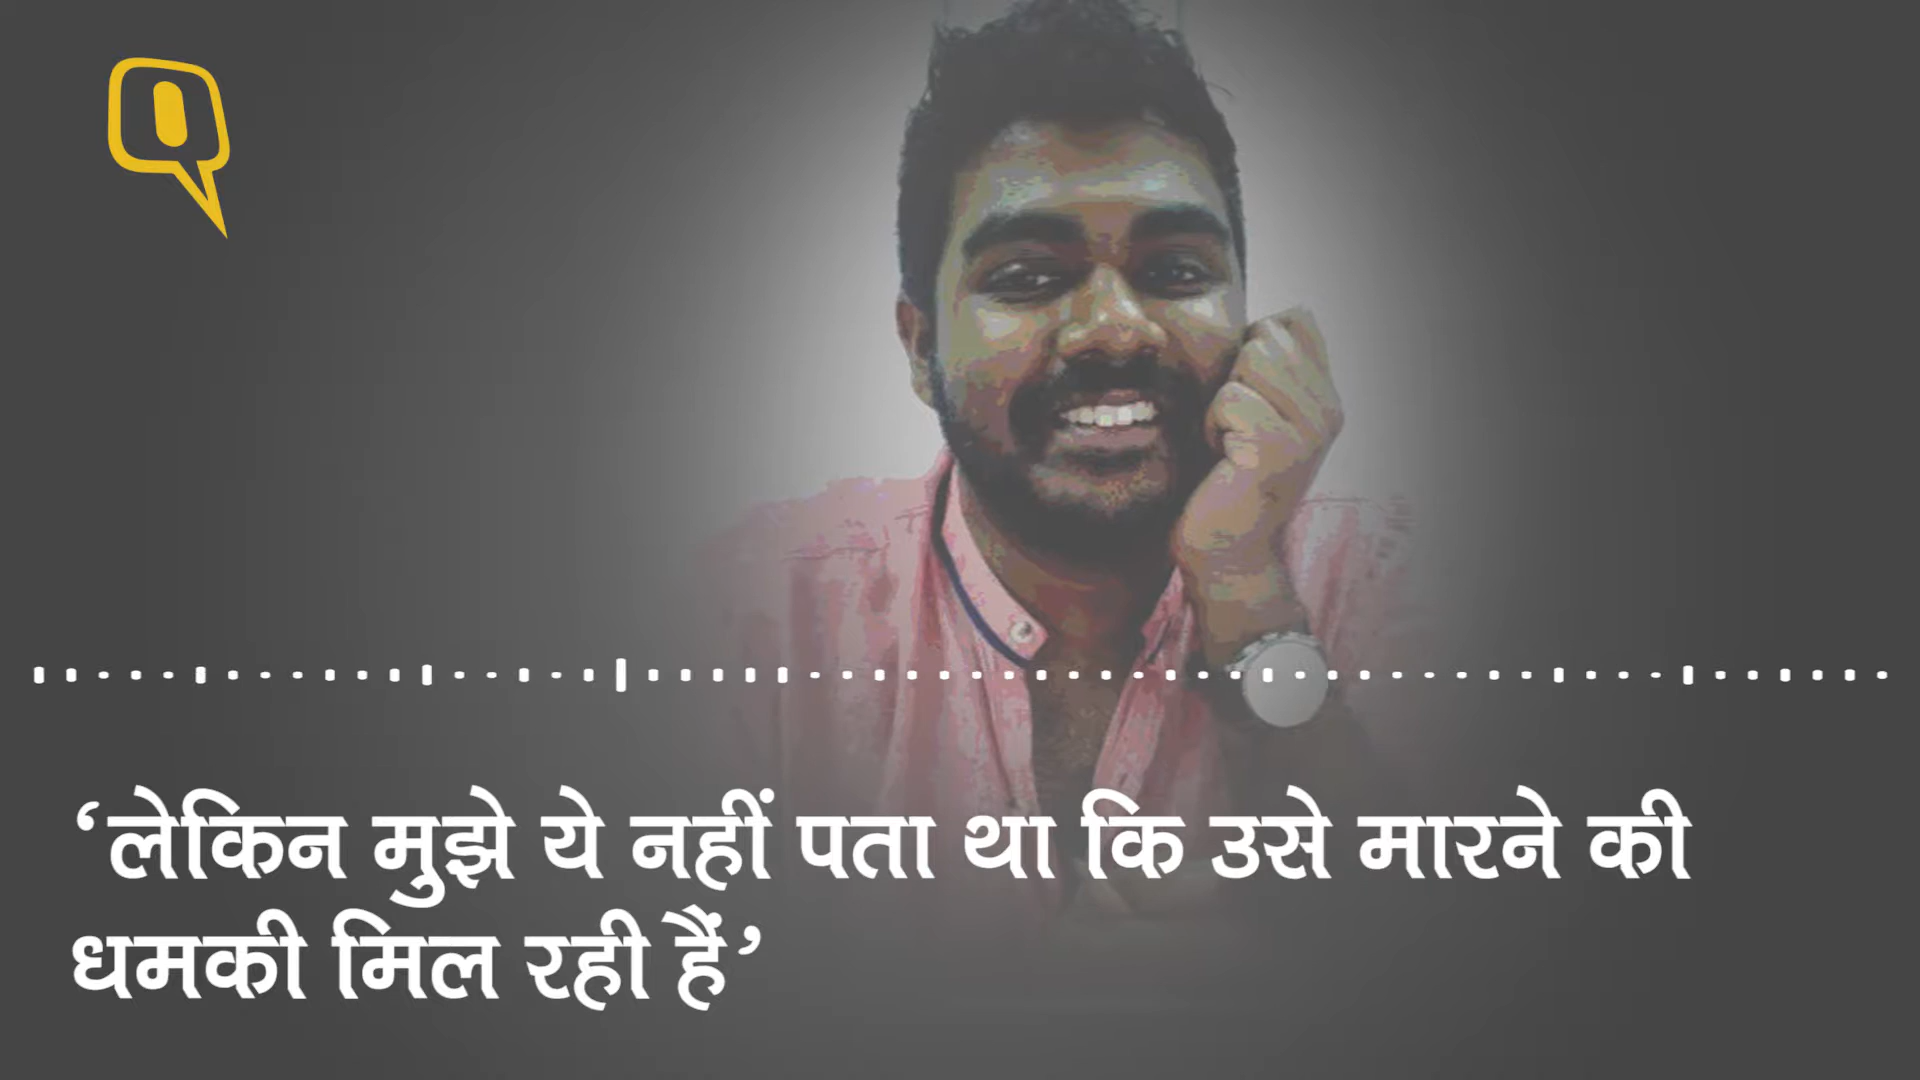 ‘लेकिन मुझे ये नहीं पता था कि उसे मारने की
धमकी मिल रही हैं’